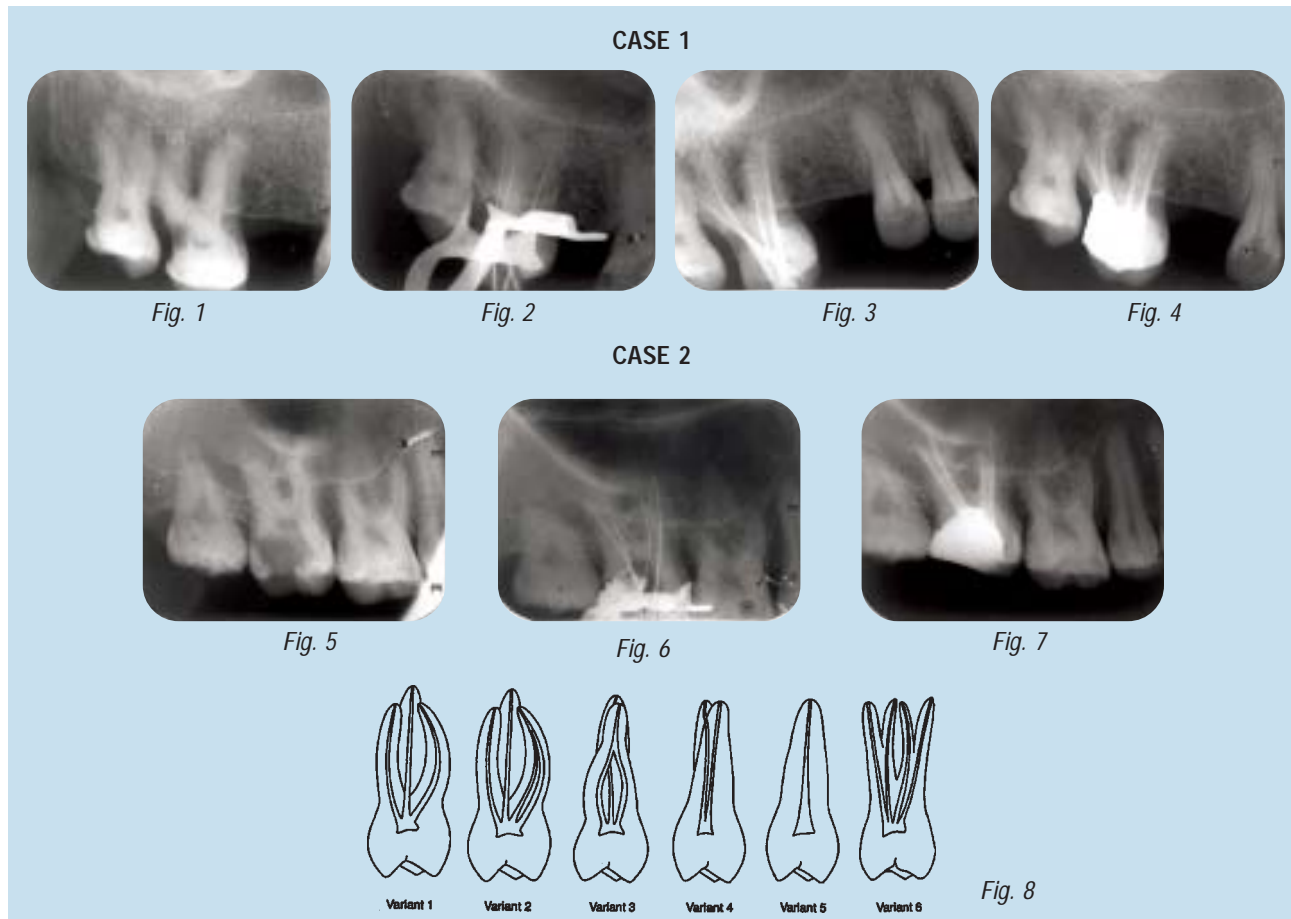 CASE 1
Fig. 1
Fig. 2
Fig. 3
Fig. 4
CASE 2
Fig. 5
Fig. 6
Fig. 7
Variant 1
Variant 2
Variant 3
Variant 4
Variant 5
Variant 6
Fig. 8